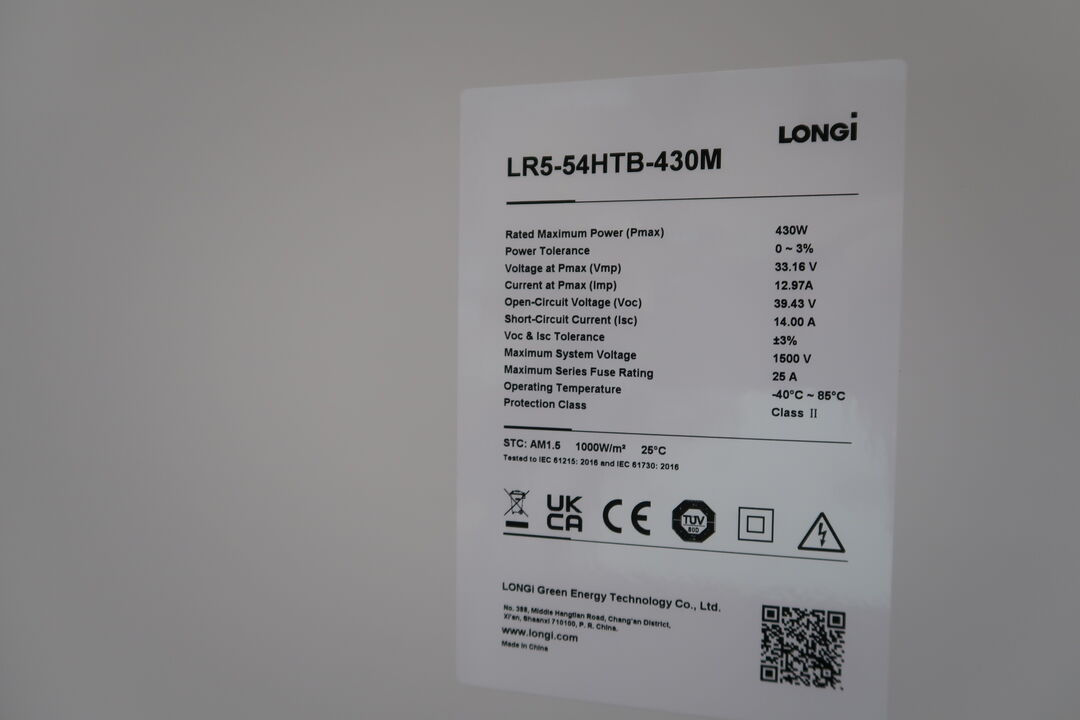 LONGi
LR5-54HTB-430M
Rated Maximum Power (Pmax) 430W
Power Tolerance 0 ~ 3%
Voltage at Pmax (Vmp) 33.16 V
Current at Pmax (Imp) 12.97A
Open-Circuit Voltage (Voc) 39.43 V
Short-Circuit Current (Isc) 14.00 A
Voc & Isc Tolerance ±3%
Maximum System Voltage 1500 V
Maximum Series Fuse Rating 25 A
Operating Temperature -40°C ~ 85°C
Protection Class Class II
STC: AM1.5 1000W/m² 25°C
Tested to IEC 61215: 2016 and IEC 61730: 2016
UK
CA
CE
TUV
SUD
LONGi Green Energy Technology Co., Ltd.
No. 388, Middle Hangtian Road, Chang'an District,
Xi'an, Shaanxi 710100, P. R. China.
www.longi.com
Made in China